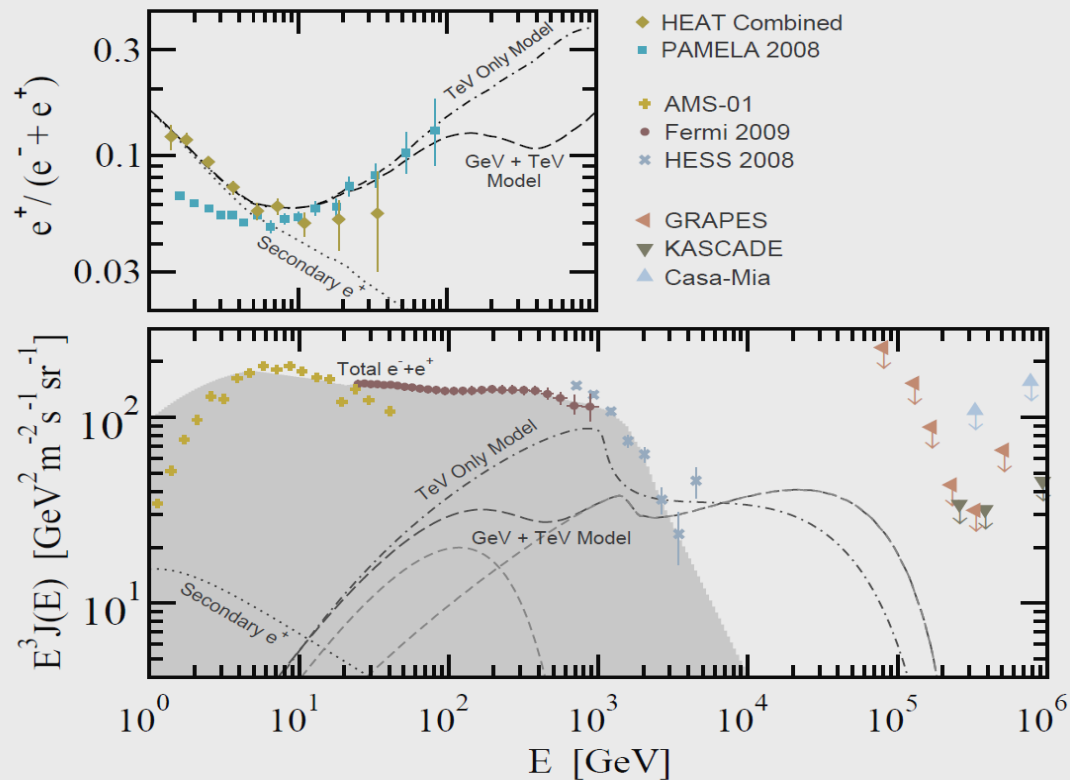 HEAT Combined
PAMELA 2008
AMS-01
Fermi 2009
HESS 2008
GRAPES
KASCADE
Casa-Mia
e⁺/(e⁻ + e⁺)
0.3
0.1
0.03
TeV Only Model
GeV + TeV
Model
Secondary e⁺
E³ J(E) [GeV² m⁻² s⁻¹ sr⁻¹]
10²
10¹
Total e⁻+e⁺
TeV Only Model
GeV + TeV Model
Secondary e⁺
10⁰ 10¹ 10² 10³ 10⁴ 10⁵ 10⁶
E [GeV]